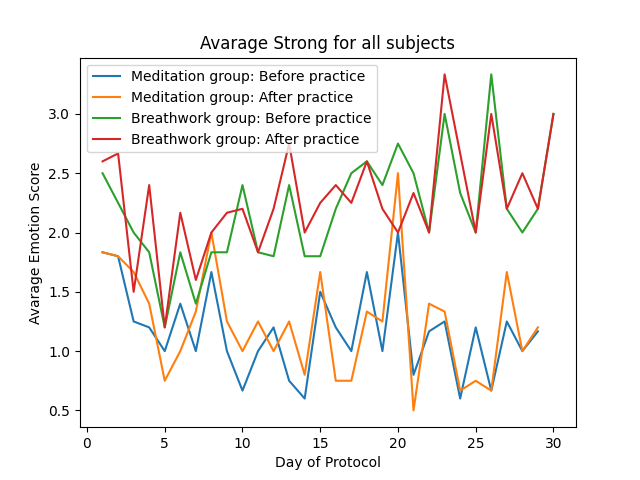 Avarage Strong for all subjects
Meditation group: Before practice
Meditation group: After practice
Breathwork group: Before practice
Breathwork group: After practice
Avarage Emotion Score
3.0
2.5
2.0
1.5
1.0
0.5
0 5 10 15 20 25 30
Day of Protocol